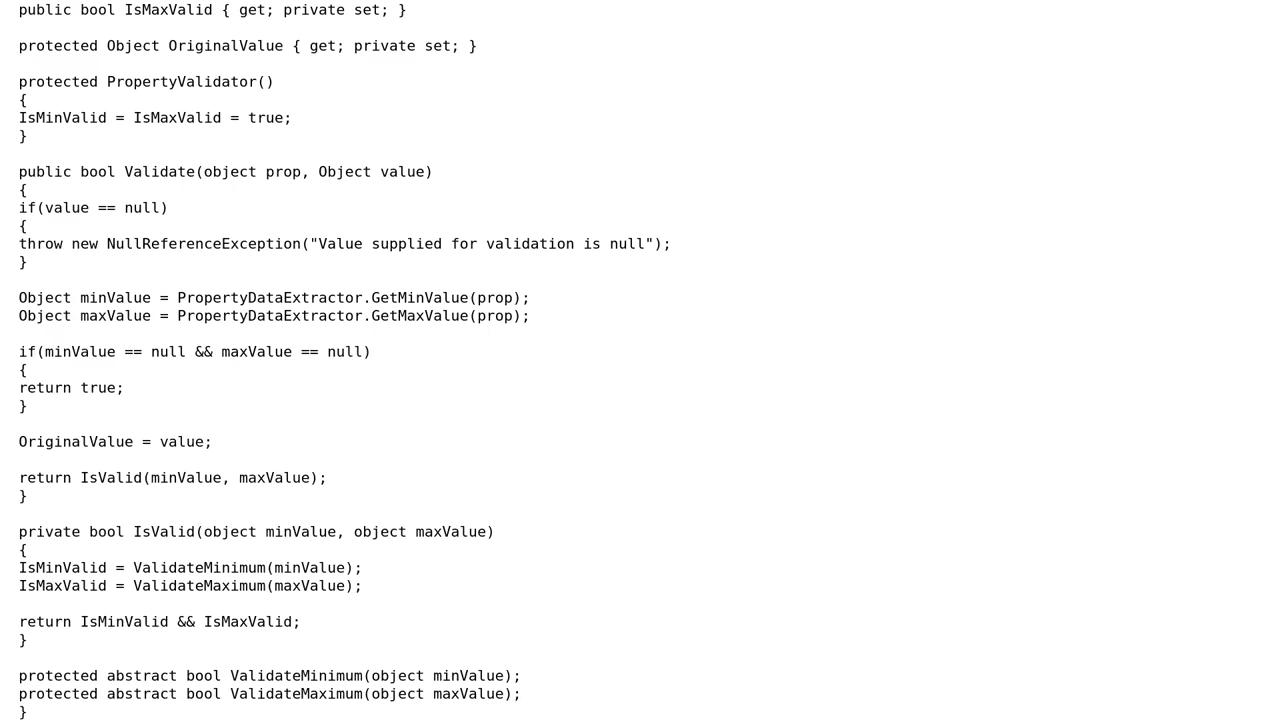 public bool IsMaxValid { get; private set; }
protected Object OriginalValue { get; private set; }
protected PropertyValidator()
{
IsMinValid = IsMaxValid = true;
}
public bool Validate(object prop, Object value)
{
if(value == null)
{
throw new NullReferenceException("Value supplied for validation is null");
}
Object minValue = PropertyDataExtractor.GetMinValue(prop);
Object maxValue = PropertyDataExtractor.GetMaxValue(prop);
if(minValue == null && maxValue == null)
{
return true;
}
OriginalValue = value;
return IsValid(minValue, maxValue);
}
private bool IsValid(object minValue, object maxValue)
{
IsMinValid = ValidateMinimum(minValue);
IsMaxValid = ValidateMaximum(maxValue);
return IsMinValid && IsMaxValid;
}
protected abstract bool ValidateMinimum(object minValue);
protected abstract bool ValidateMaximum(object maxValue);
}